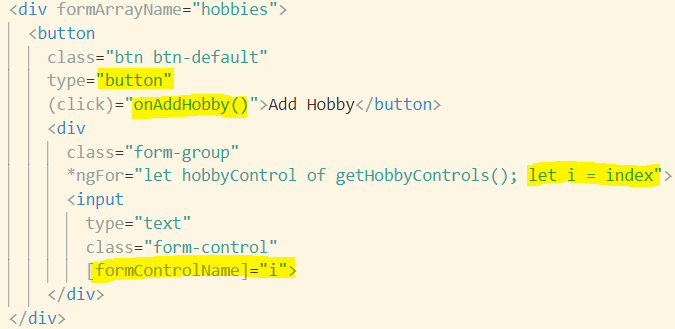 <div formArrayName="hobbies">
<button
class="btn btn-default"
type="button"
(click)="onAddHobby()">Add Hobby</button>
<div
class="form-group"
*ngFor="let hobbyControl of getHobbyControls(); let i = index">
<input
type="text"
class="form-control"
[formControlName]="i">
</div>
</div>